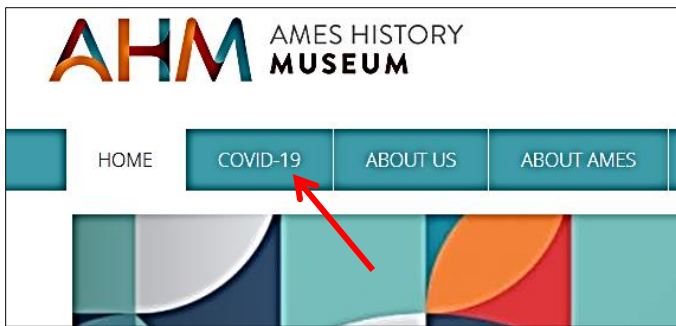 AHM
AMES HISTORY
MUSEUM
HOME COVID-19 ABOUT US ABOUT AMES